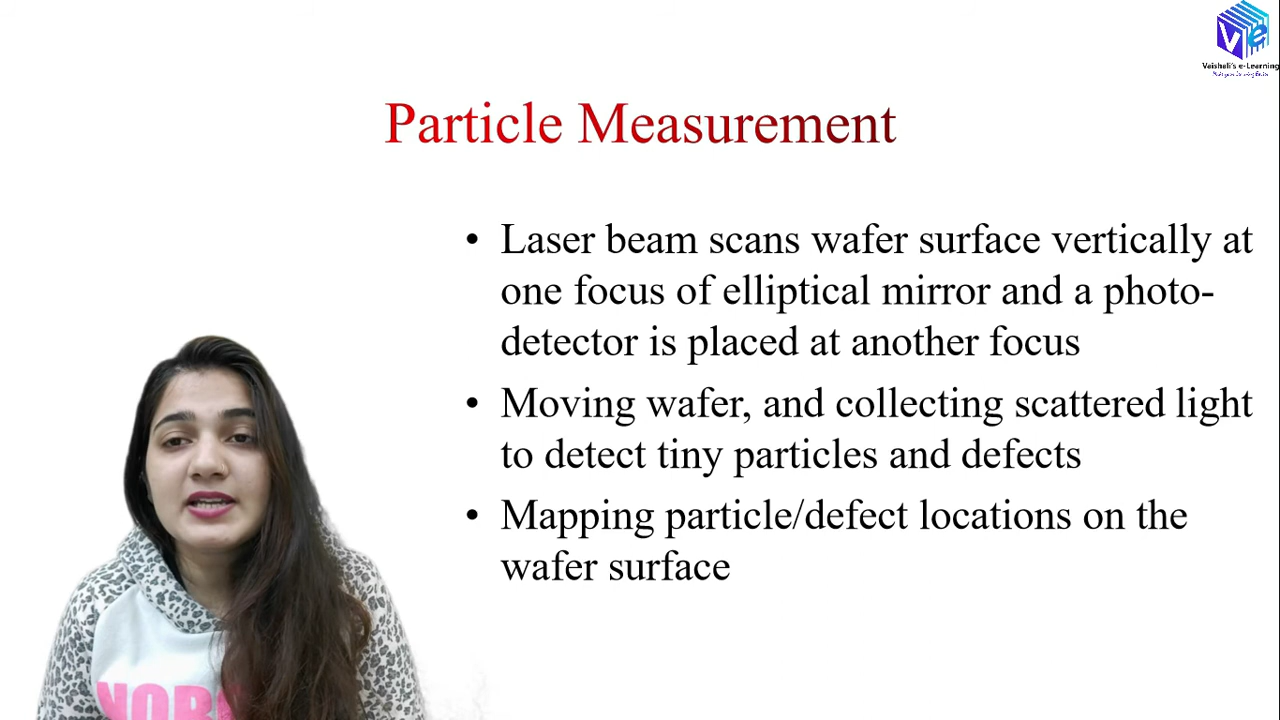 Vaishali's e-Learning
Particle Measurement
• Laser beam scans wafer surface vertically at
one focus of elliptical mirror and a photo-
detector is placed at another focus
• Moving wafer, and collecting scattered light
to detect tiny particles and defects
• Mapping particle/defect locations on the
wafer surface